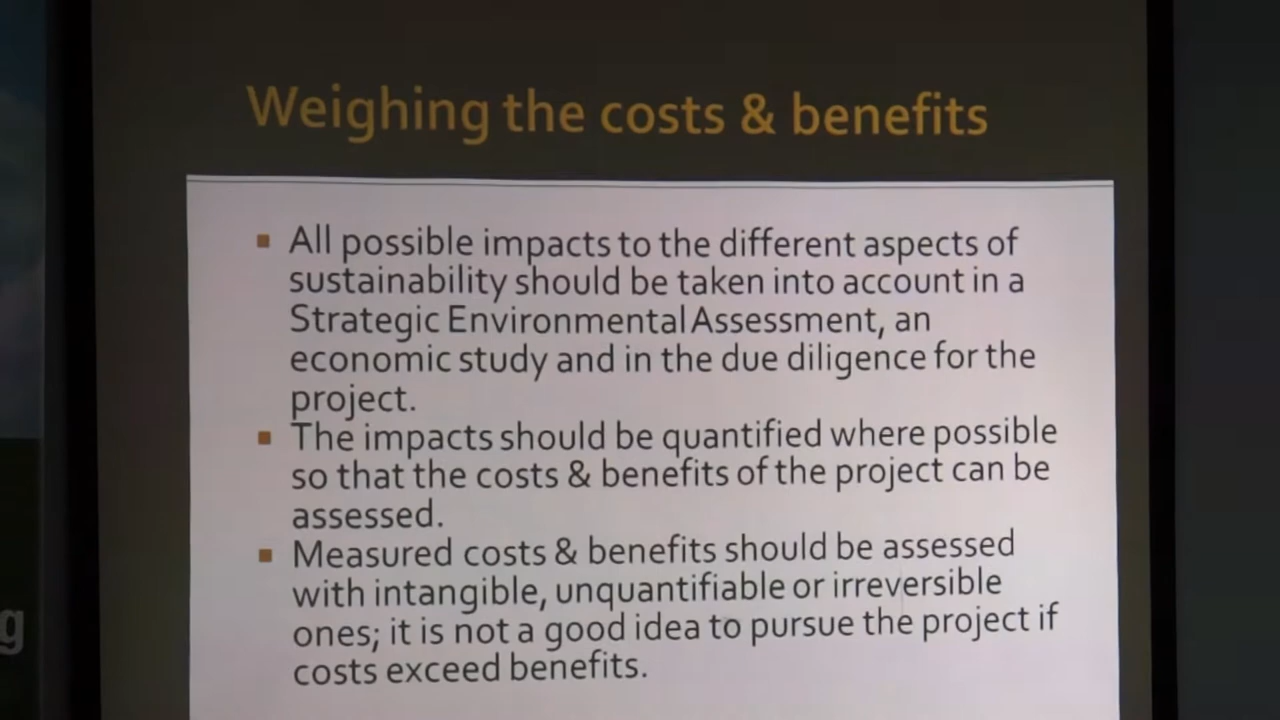 Weighing the costs & benefits
▪ All possible impacts to the different aspects of
sustainability should be taken into account in a
Strategic Environmental Assessment, an
economic study and in the due diligence for the
project.
▪ The impacts should be quantified where possible
so that the costs & benefits of the project can be
assessed.
▪ Measured costs & benefits should be assessed
with intangible, unquantifiable or irreversible
ones; it is not a good idea to pursue the project if
costs exceed benefits.
g